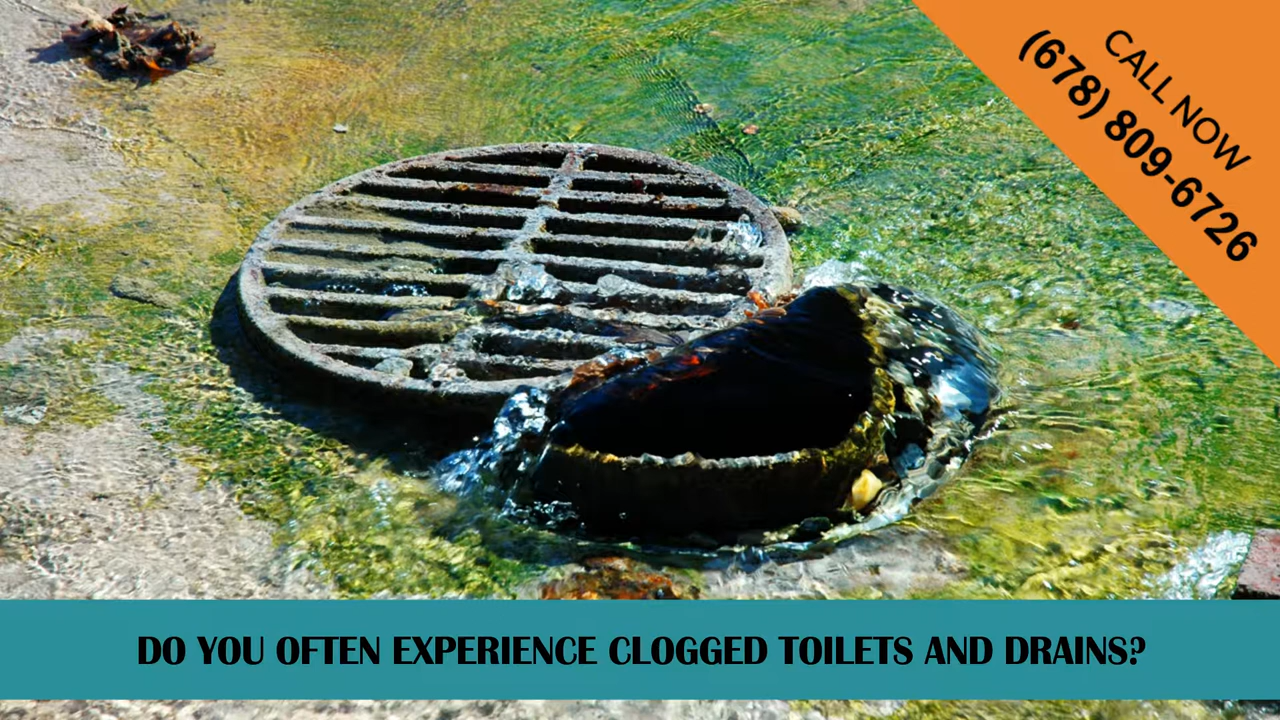 CALL NOW
(678) 809-6726
DO YOU OFTEN EXPERIENCE CLOGGED TOILETS AND DRAINS?